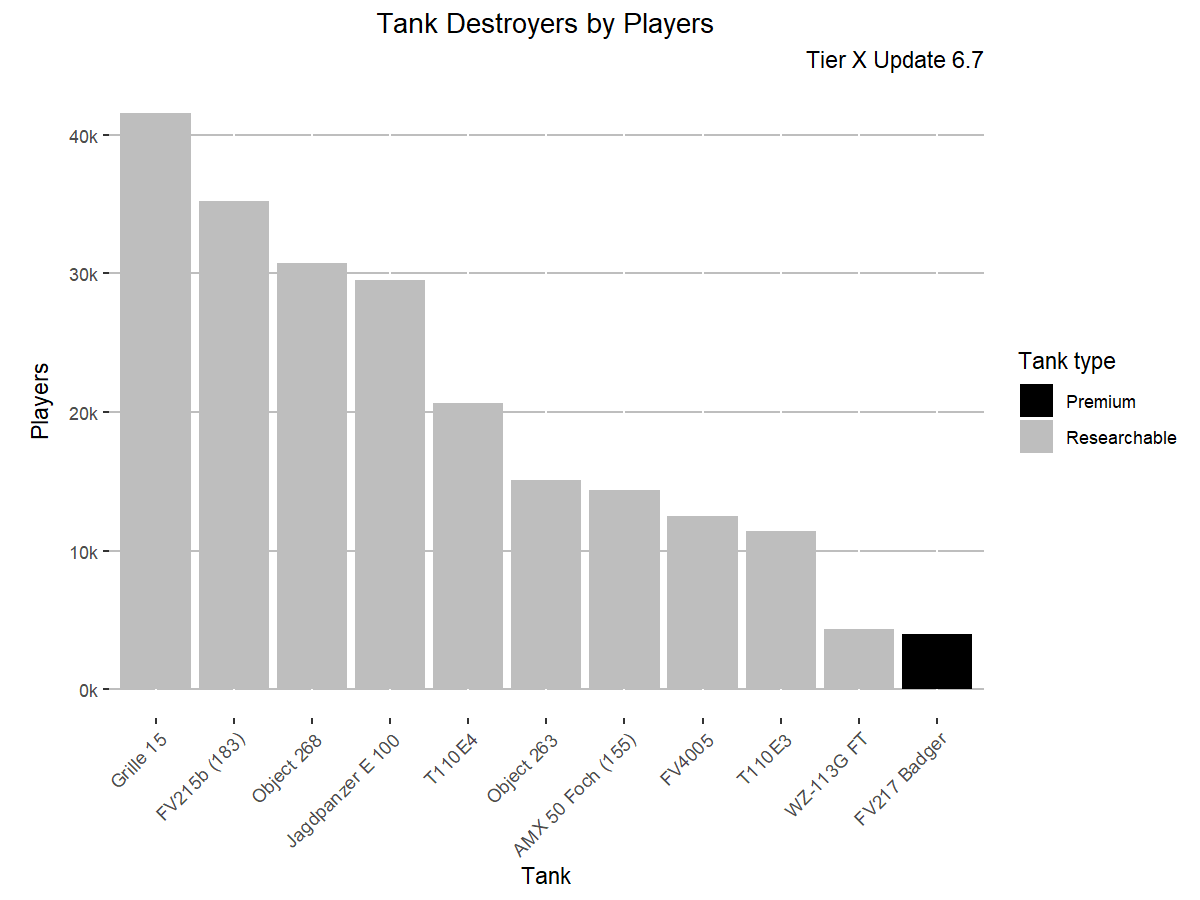 Tank Destroyers by Players
Tier X Update 6.7
Players
40k
30k
20k
10k
0k
Grille 15
FV215b (183)
Object 268
Jagdpanzer E 100
T110E4
Object 263
AMX 50 Foch (155)
FV4005
T110E3
WZ-113G FT
FV217 Badger
Tank
Tank type
Premium
Researchable